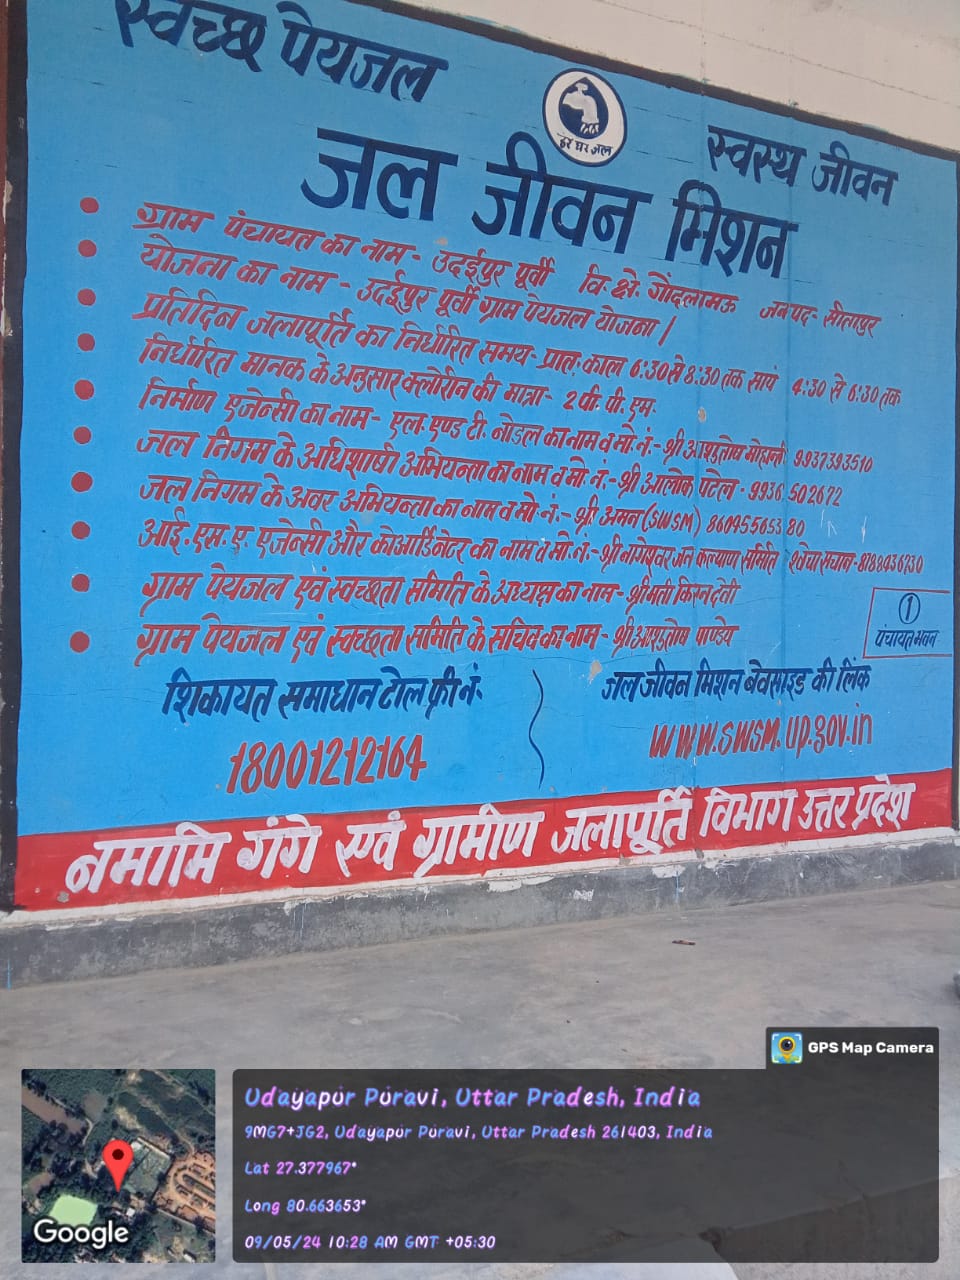 स्वच्छ पेयजल
हर घर जल
स्वस्थ जीवन
जल जीवन मिशन
ग्राम पंचायत का नाम - उदईपुर पूर्वी वि. क्षे. गोंदलामऊ जनपद - सीतापुर
योजना का नाम - उदईपुर पूर्वी ग्राम पेयजल योजना /
प्रतिदिन जलापूर्ति का निर्धारित समय - प्रात. काल 6:30 से 8:30 तक सायं 4:30 से 6:30 तक
निर्धारित मानक के अनुसार क्लोरीन की मात्रा - 2 पी. पी. एम.
निर्माण एजेन्सी का नाम - एल. एण्ड टी. नोडल का नाम व मो. नं. - श्री आशुतोष मोहान्ती 9937393510
जल निगम के अधिशाषी अभियन्ता का नाम व मो. नं. - श्री आलोक पटेल - 9936502672
जल निगम के अवर अभियन्ता का नाम व मो. नं. - श्री अमन (SWSM)
आई. एम. ए. एजेन्सी और कोआर्डिनेटर का नाम व मो. नं. - श्री नागेश्वर जन कल्याण समिति
ग्राम पेयजल एवं स्वच्छता समिति के अध्यक्ष का नाम - श्रीमती किरन देवी
ग्राम पेयजल एवं स्वच्छता समिति के सचिव का नाम - श्री आशुतोष पाण्डेय
1
पंचायत भवन
शिकायत समाधान टोल फ्री नं.
18001212164
जल जीवन मिशन बेवसाइड की लिंक
www.swsm.up.gov.in
नमामि गंगे एवं ग्रामीण जलापूर्ति विभाग उत्तर प्रदेश
GPS Map Camera
Udayapur Puravi, Uttar Pradesh, India
9MG7+JG2, Udayapur Puravi, Uttar Pradesh 261403, India
Lat 27.377967°
Long 80.663653°
09/05/24 10:28 AM GMT +05:30
Google